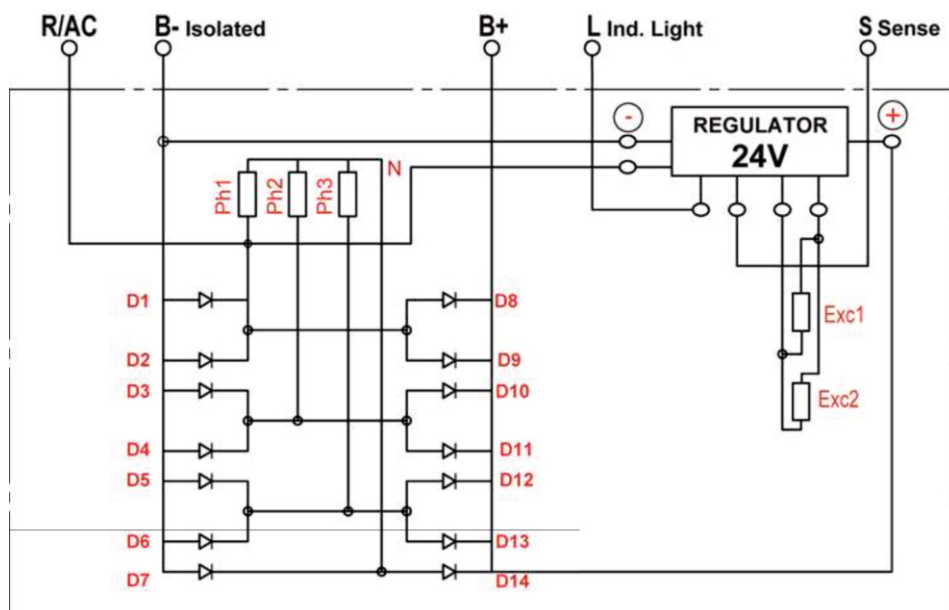 R/AC B- Isolated B+ L Ind. Light S Sense
- REGULATOR +
24V
Ph1 Ph2 Ph3 N
D1 D8
Exc1
D2 D9
D3 D10
Exc2
D4 D11
D5 D12
D6 D13
D7 D14